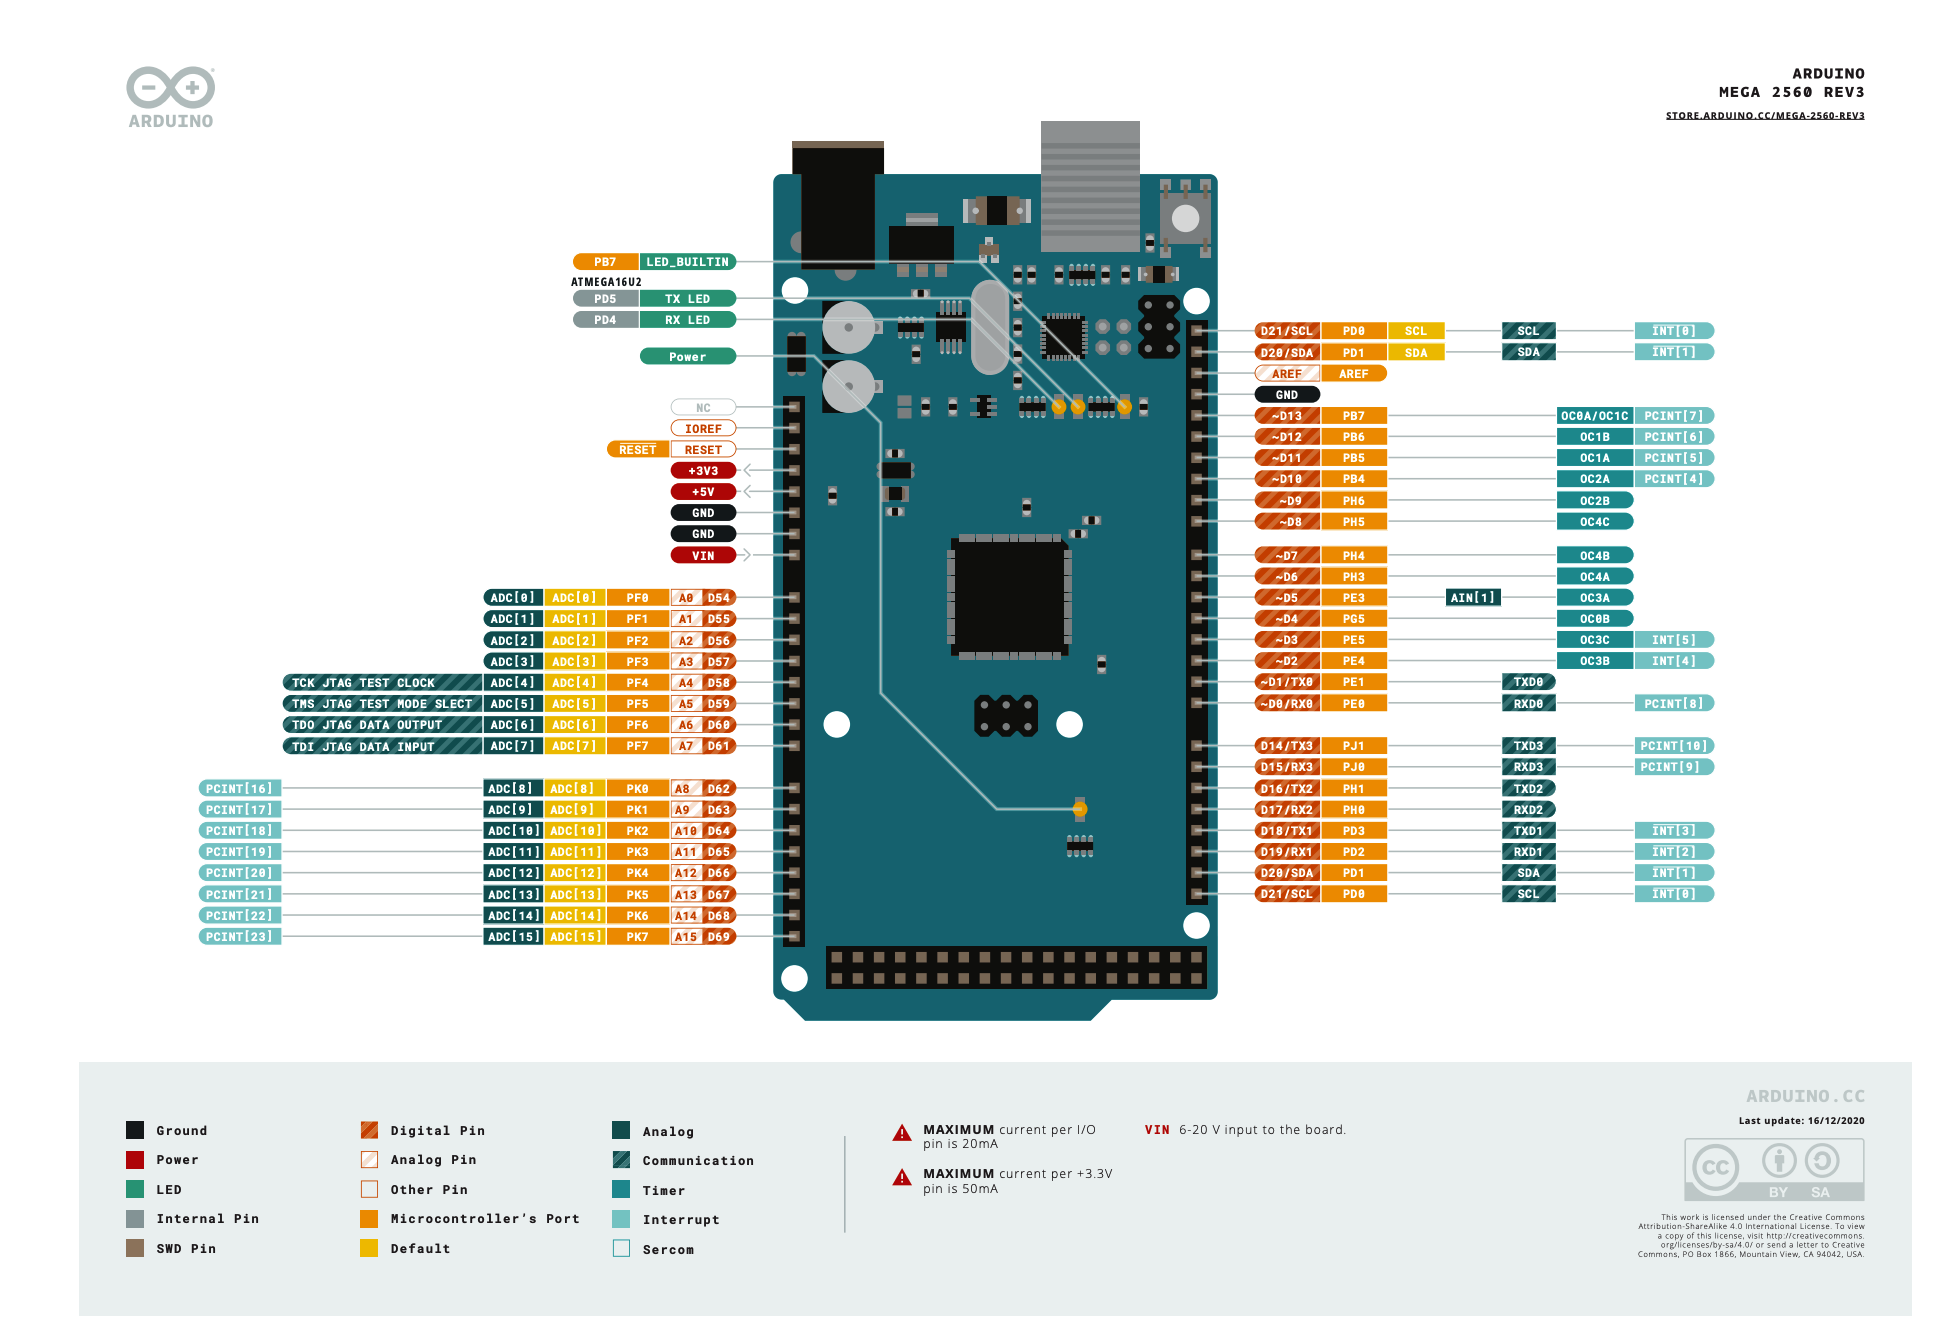 ARDUINO
ARDUINO
MEGA 2560 REV3
STORE.ARDUINO.CC/MEGA-2560-REV3
PB7 LED_BUILTIN
ATMEGA16U2
PD5 TX LED
PD4 RX LED
Power
NC
IOREF
RESET RESET
+3V3
+5V
GND
GND
VIN
ADC[0] ADC[0] PF0 A0 D54
ADC[1] ADC[1] PF1 A1 D55
ADC[2] ADC[2] PF2 A2 D56
ADC[3] ADC[3] PF3 A3 D57
TCK JTAG TEST CLOCK ADC[4] ADC[4] PF4 A4 D58
TMS JTAG TEST MODE SLECT ADC[5] ADC[5] PF5 A5 D59
TDO JTAG DATA OUTPUT ADC[6] ADC[6] PF6 A6 D60
TDI JTAG DATA INPUT ADC[7] ADC[7] PF7 A7 D61
PCINT[16] ADC[8] ADC[8] PK0 A8 D62
PCINT[17] ADC[9] ADC[9] PK1 A9 D63
PCINT[18] ADC[10] ADC[10] PK2 A10 D64
PCINT[19] ADC[11] ADC[11] PK3 A11 D65
PCINT[20] ADC[12] ADC[12] PK4 A12 D66
PCINT[21] ADC[13] ADC[13] PK5 A13 D67
PCINT[22] ADC[14] ADC[14] PK6 A14 D68
PCINT[23] ADC[15] ADC[15] PK7 A15 D69
D21/SCL PD0 SCL SCL INT[0]
D20/SDA PD1 SDA SDA INT[1]
AREF AREF
GND
~D13 PB7 OC0A/OC1C PCINT[7]
~D12 PB6 OC1B PCINT[6]
~D11 PB5 OC1A PCINT[5]
~D10 PB4 OC2A PCINT[4]
~D9 PH6 OC2B
~D8 PH5 OC4C
~D7 PH4 OC4B
~D6 PH3 OC4A
~D5 PE3 AIN[1] OC3A
~D4 PG5 OC0B
~D3 PE5 OC3C INT[5]
~D2 PE4 OC3B INT[4]
~D1/TX0 PE1 TXD0
~D0/RX0 PE0 RXD0 PCINT[8]
D14/TX3 PJ1 TXD3 PCINT[10]
D15/RX3 PJ0 RXD3 PCINT[9]
D16/TX2 PH1 TXD2
D17/RX2 PH0 RXD2
D18/TX1 PD3 TXD1 INT[3]
D19/RX1 PD2 RXD1 INT[2]
D20/SDA PD1 SDA INT[1]
D21/SCL PD0 SCL INT[0]
Ground
Power
LED
Internal Pin
SWD Pin
Digital Pin
Analog Pin
Other Pin
Microcontroller's Port
Default
Analog
Communication
Timer
Interrupt
Sercom
MAXIMUM current per I/O
pin is 20mA
MAXIMUM current per +3.3V
pin is 50mA
VIN 6-20 V input to the board.
ARDUINO.CC
Last update: 16/12/2020
CC
BY SA
This work is licensed under the Creative Commons
Attribution-ShareAlike 4.0 International License. To view
a copy of this license, visit http://creativecommons.
org/licenses/by-sa/4.0/ or send a letter to Creative
Commons, PO Box 1866, Mountain View, CA 94042, USA.